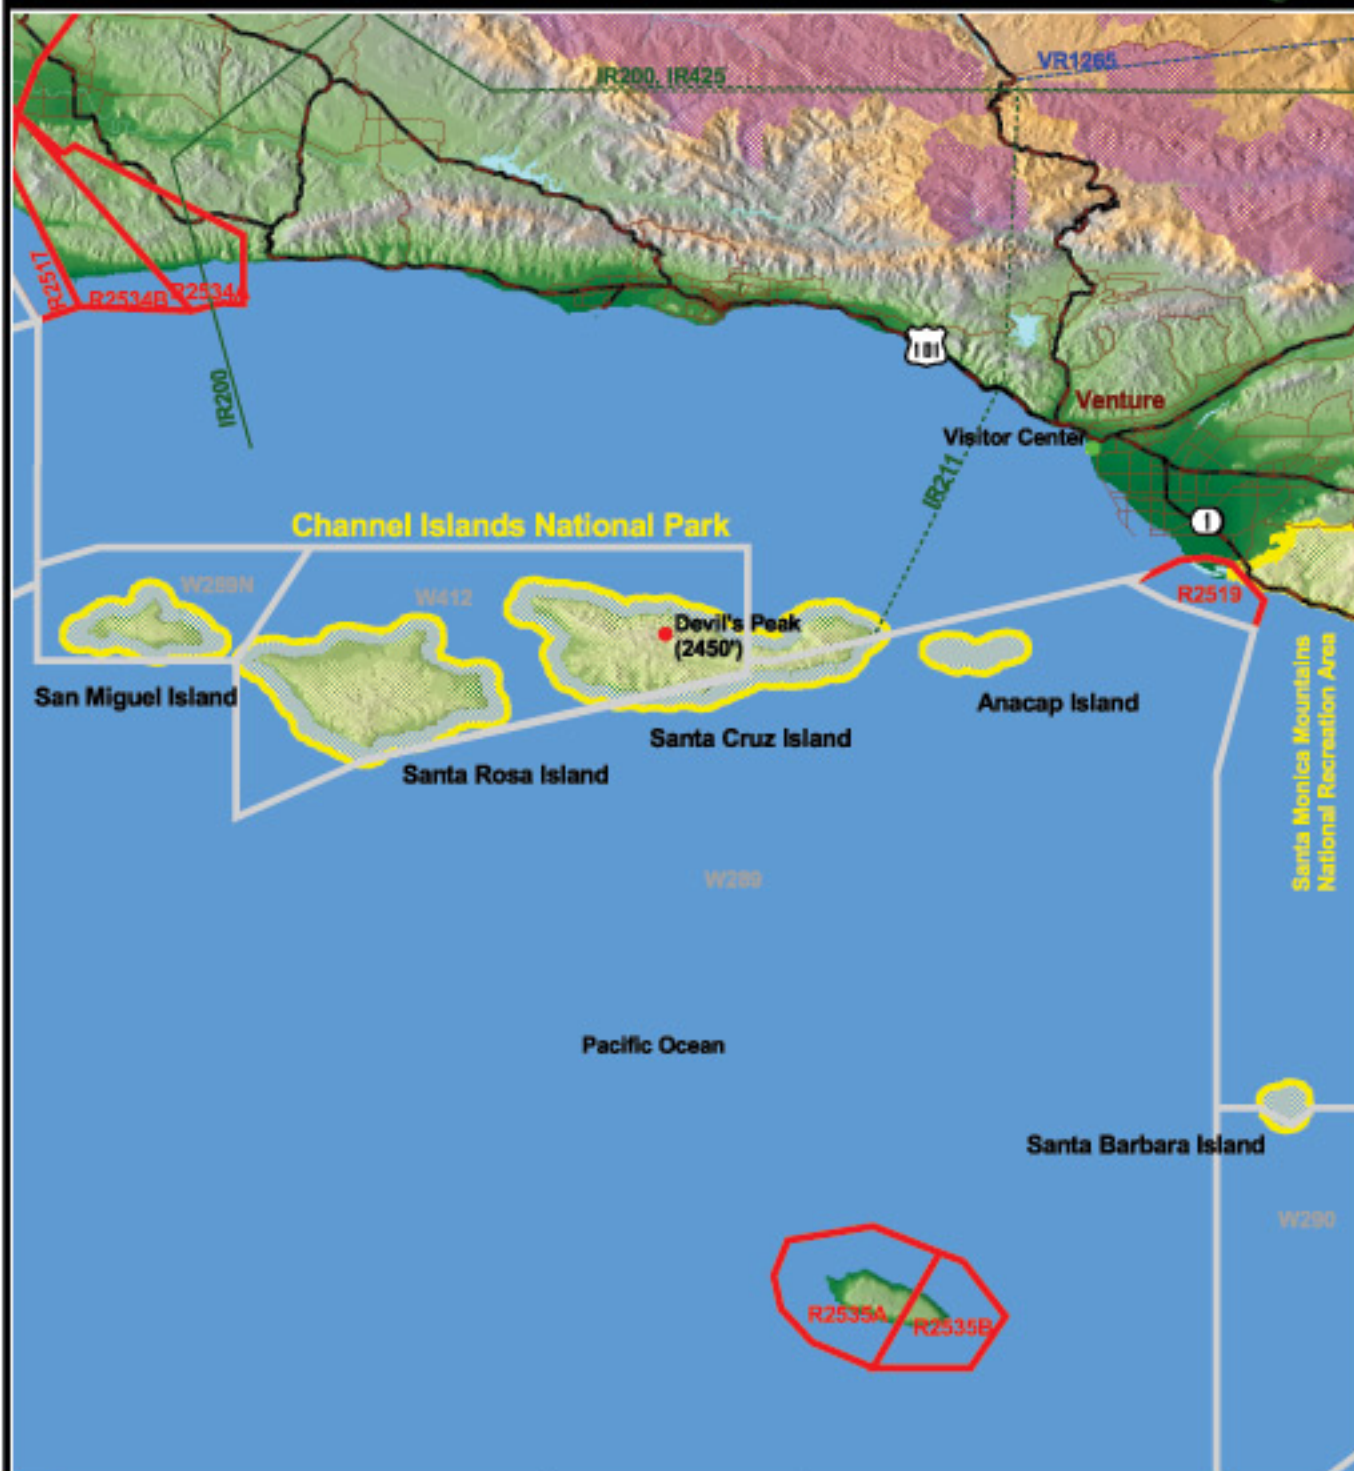 IR200, IR425
VR1265
R2517
R2534B
R2534A
IR200
101
Venture
Visitor Center
IR211
1
Channel Islands National Park
W289N
W412
R2519
Devil's Peak
(2450')
San Miguel Island
Anacap Island
Santa Cruz Island
Santa Rosa Island
Santa Monica Mountains
National Recreation Area
W289
Pacific Ocean
Santa Barbara Island
W290
R2535A
R2535B